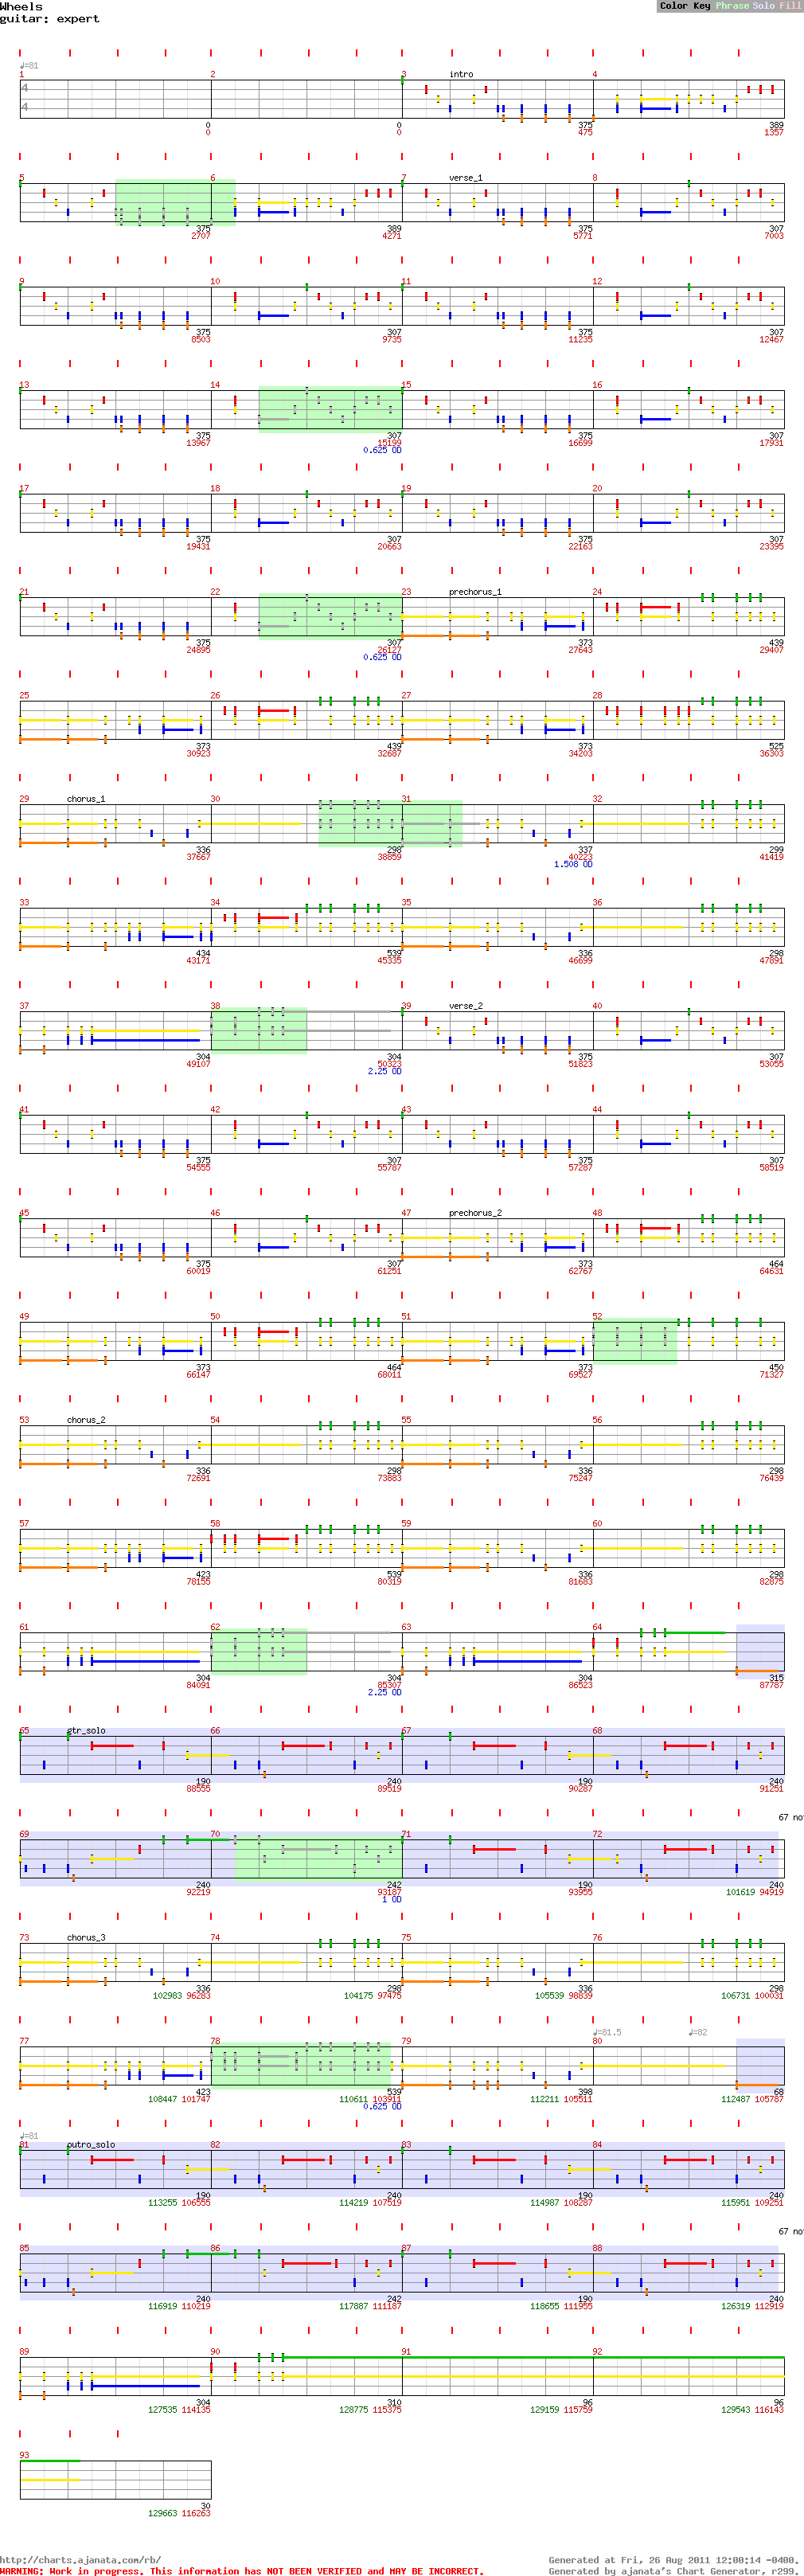 Wheels
guitar: expert
Color Key Phrase Solo Fill
♩=81
1 2 3 intro 4
4
4
0 0 375 389
0 0 475 1357
5 6 7 verse_1 8
375 389 375 307
2707 4271 5771 7003
9 10 11 12
375 307 375 307
8503 9735 11235 12467
13 14 15 16
375 307 375 307
13967 15199 16699 17931
0.625 OD
17 18 19 20
375 307 375 307
19431 20663 22163 23395
21 22 23 prechorus_1 24
375 307 373 439
24895 26127 27643 29407
0.625 OD
25 26 27 28
373 439 373 525
30923 32687 34203 36303
29 chorus_1 30 31 32
336 298 337 299
37667 38859 40223 41419
1.508 OD
33 34 35 36
434 539 336 298
43171 45335 46699 47891
37 38 39 verse_2 40
304 304 375 307
49107 50323 51823 53055
2.25 OD
41 42 43 44
375 307 375 307
54555 55787 57287 58519
45 46 47 prechorus_2 48
375 307 373 464
60019 61251 62767 64631
49 50 51 52
373 464 373 450
66147 68011 69527 71327
53 chorus_2 54 55 56
336 298 336 298
72691 73883 75247 76439
57 58 59 60
423 539 336 298
78155 80319 81683 82875
61 62 63 64
304 304 304 315
84091 85307 86523 87787
2.25 OD
65 gtr_solo 66 67 68
190 240 190 240
88555 89519 90287 91251
67 not
69 70 71 72
240 242 190 240
92219 93187 93955 101619 94919
1 OD
73 chorus_3 74 75 76
336 298 336 298
102983 96283 104175 97475 105539 98839 106731 100031
♩=81.5 ♩=82
77 78 79 80
423 539 398 68
108447 101747 110611 103911 112211 105511 112487 105787
0.625 OD
♩=81
81 outro_solo 82 83 84
190 240 190 240
113255 106555 114219 107519 114987 108287 115951 109251
67 not
85 86 87 88
240 242 190 240
116919 110219 117887 111187 118655 111955 126319 112919
89 90 91 92
304 310 96 96
127535 114135 128775 115375 129159 115759 129543 116143
93
30
129663 116263
http://charts.ajanata.com/rb/ Generated at Fri, 26 Aug 2011 12:00:14 -0400.
WARNING: Work in progress. This information has NOT BEEN VERIFIED and MAY BE INCORRECT. Generated by ajanata's Chart Generator, r299.